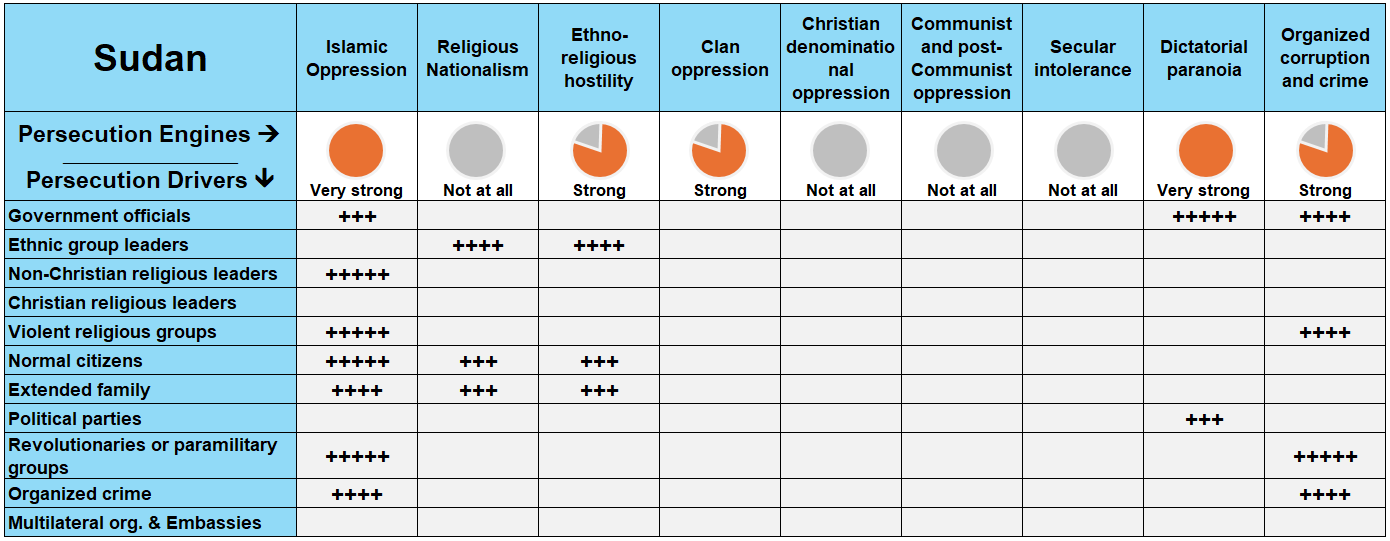 Sudan
Islamic
Oppression
Religious
Nationalism
Ethno-
religious
hostility
Clan
oppression
Christian
denominatio
nal
oppression
Communist
and post-
Communist
oppression
Secular
intolerance
Dictatorial
paranoia
Organized
corruption
and crime
Persecution Engines →
Persecution Drivers ↓
Very strong
Not at all
Strong
Strong
Not at all
Not at all
Not at all
Very strong
Strong
Government officials +++ +++++ ++++
Ethnic group leaders ++++ ++++
Non-Christian religious leaders +++++
Christian religious leaders
Violent religious groups +++++ ++++
Normal citizens +++++ +++ +++
Extended family ++++ +++ +++
Political parties +++
Revolutionaries or paramilitary
groups +++++ +++++
Organized crime ++++ ++++
Multilateral org. & Embassies